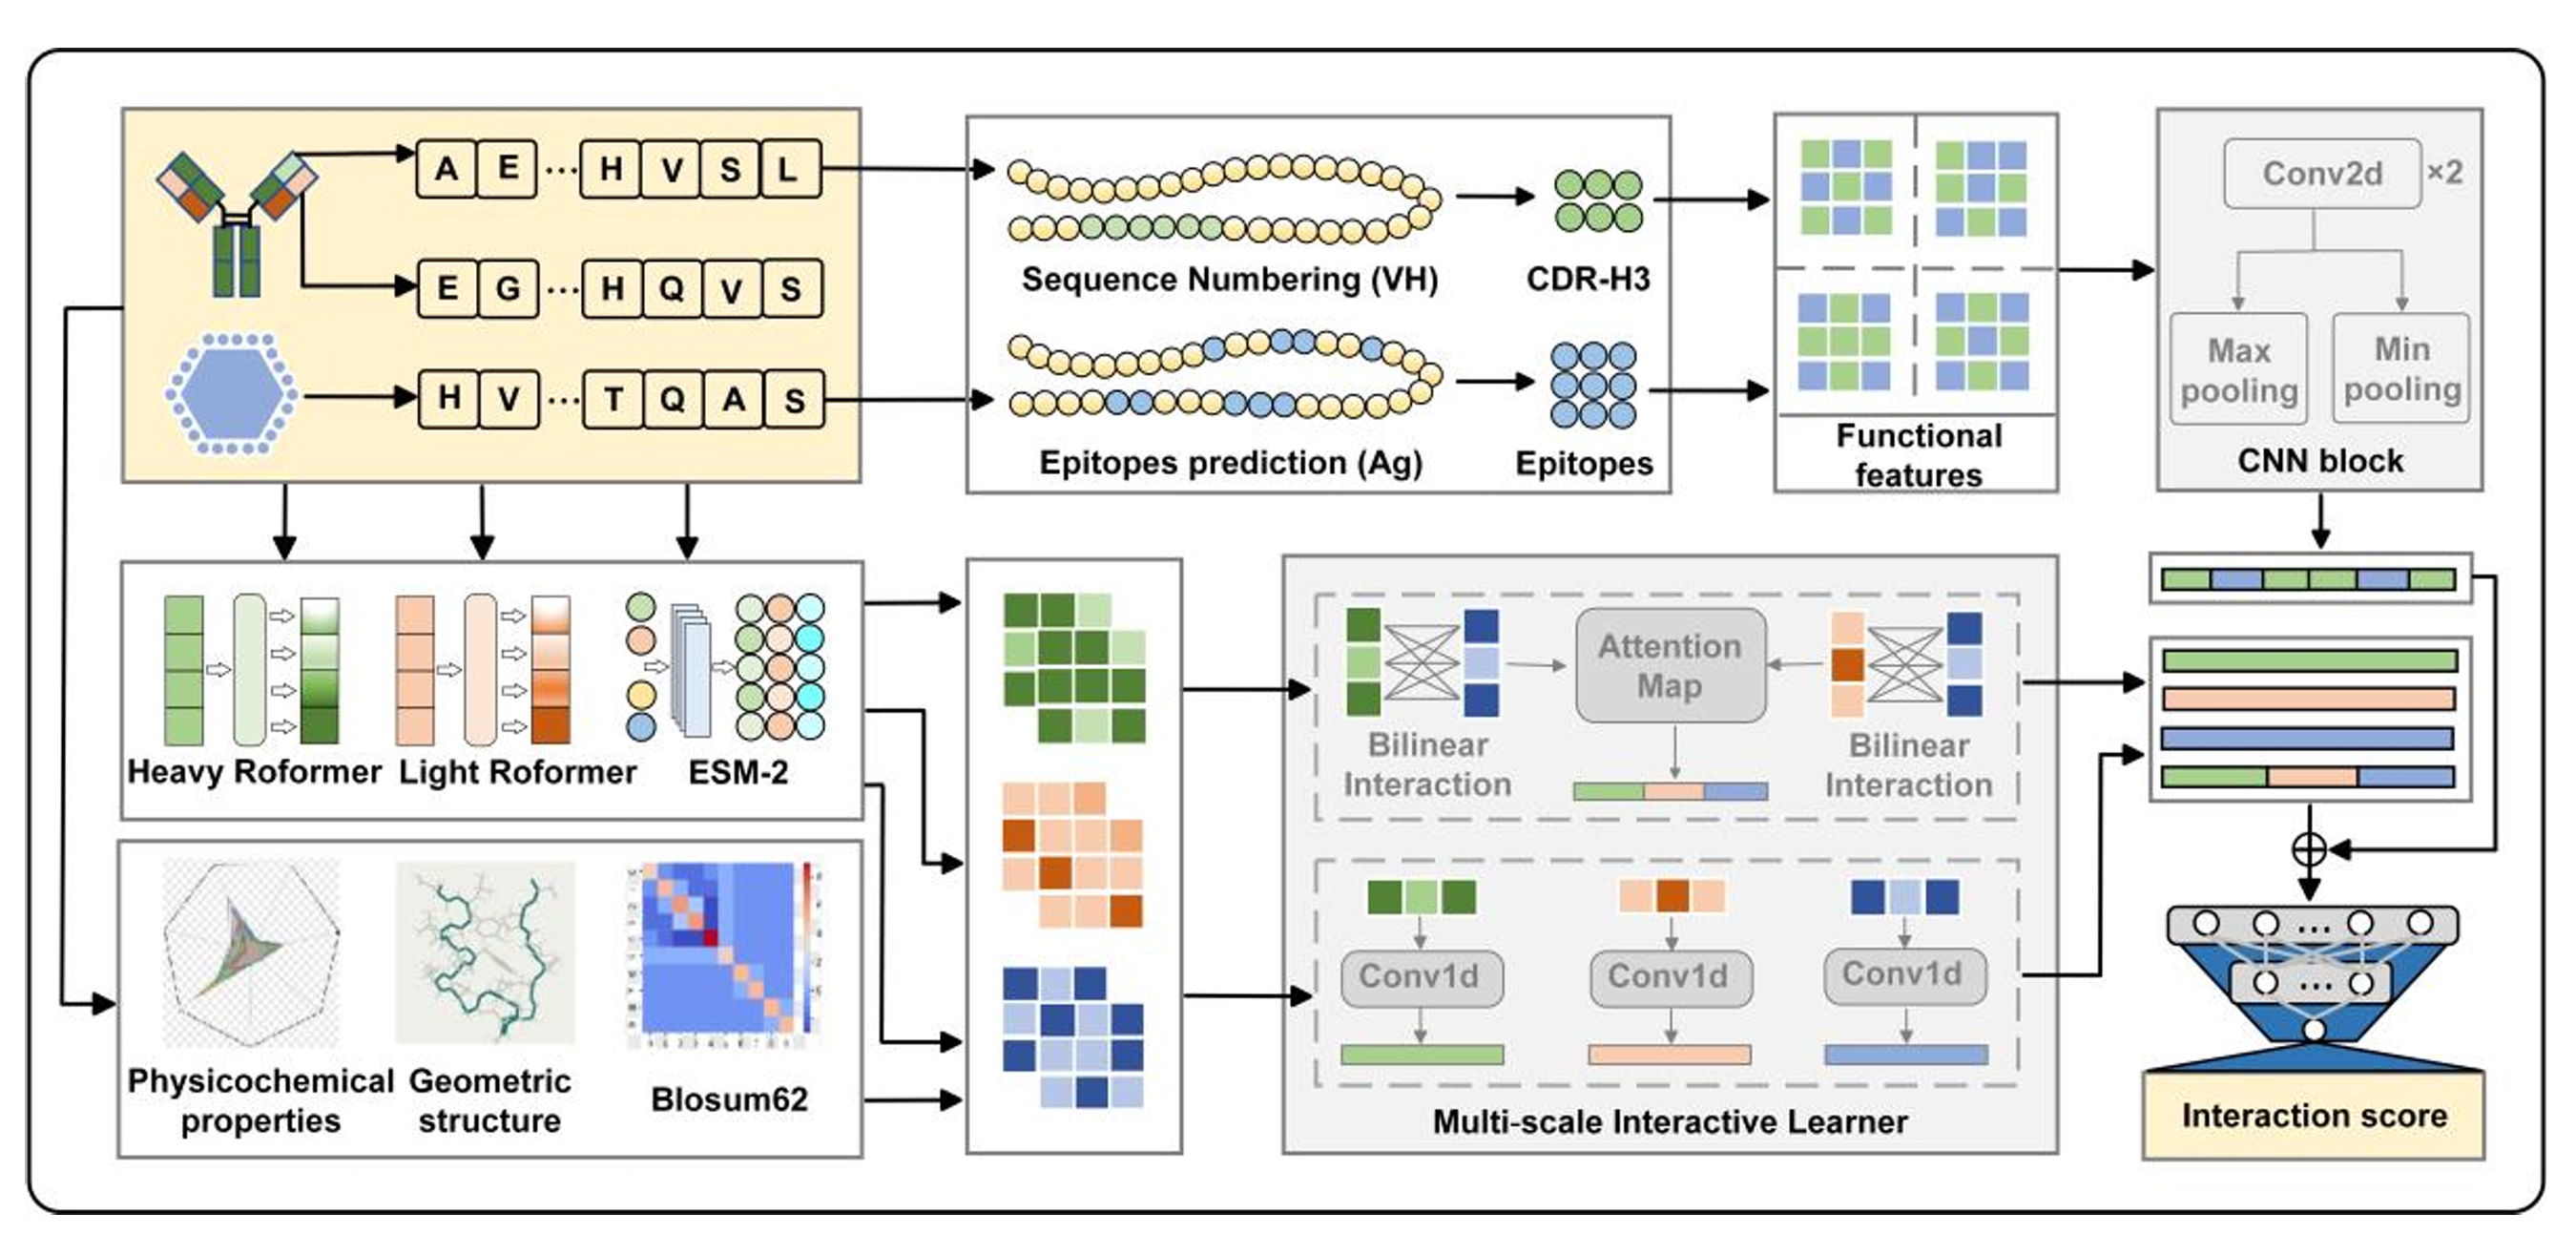 A E ... H V S L
E G ... H Q V S
H V ... T Q A S
Sequence Numbering (VH)
CDR-H3
Epitopes prediction (Ag)
Epitopes
Functional
features
Conv2d ×2
Max
pooling
Min
pooling
CNN block
Heavy Roformer
Light Roformer
ESM-2
Physicochemical
properties
Geometric
structure
Blosum62
Bilinear
Interaction
Attention
Map
Bilinear
Interaction
Conv1d
Conv1d
Conv1d
Multi-scale Interactive Learner
...
...
Interaction score